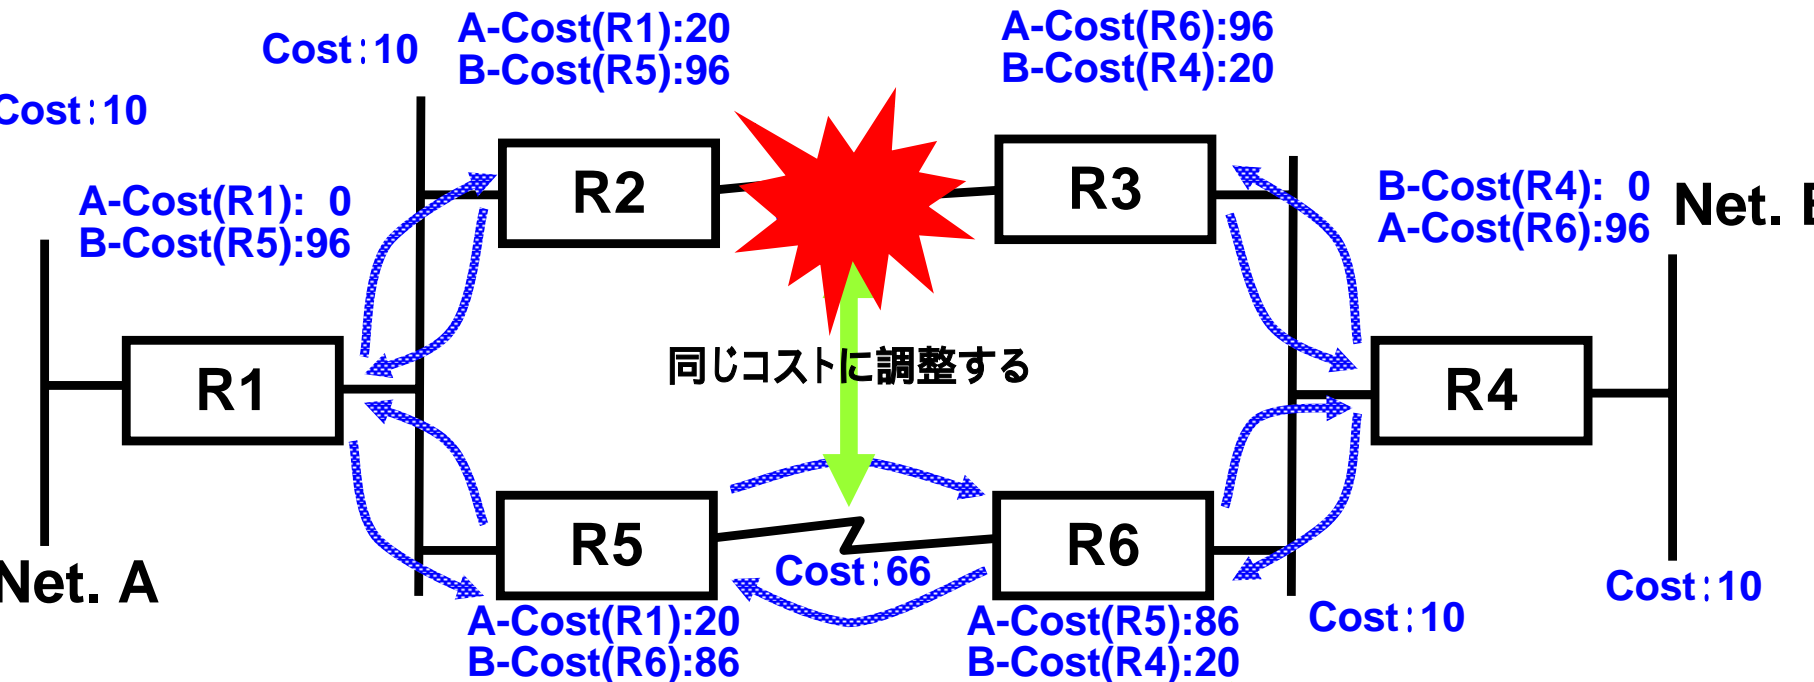 A-Cost(R1):20
B-Cost(R5):96
A-Cost(R6):96
B-Cost(R4):20
Cost:10
Cost:10
R2
R3
A-Cost(R1): 0
B-Cost(R5):96
B-Cost(R4): 0
A-Cost(R6):96
Net. B
同じコストに調整する
R1
R4
R5
R6
Cost:66
Net. A
Cost:10
Cost:10
A-Cost(R1):20
B-Cost(R6):86
A-Cost(R5):86
B-Cost(R4):20